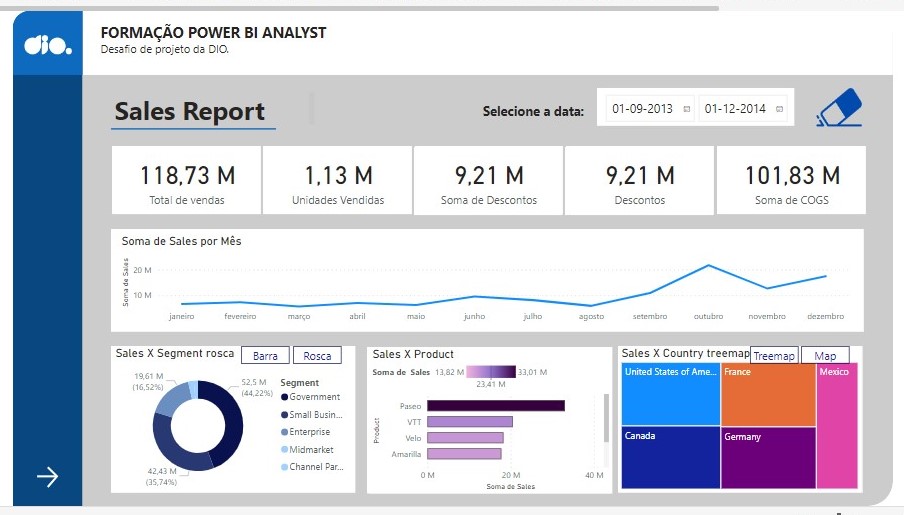 dio.
FORMAÇÃO POWER BI ANALYST
Desafio de projeto da DIO.
Sales Report
Selecione a data:
01-09-2013
01-12-2014
118,73 M
Total de vendas
1,13 M
Unidades Vendidas
9,21 M
Soma de Descontos
9,21 M
Descontos
101,83 M
Soma de COGS
Soma de Sales por Mês
Soma de Sales
20 M
10 M
janeiro
fevereiro
março
abril
maio
junho
julho
agosto
setembro
outubro
novembro
dezembro
Sales X Segment rosca
Barra
Rosca
19,61 M
(16,52%)
52,5 M
(44,22%)
42,43 M
(35,74%)
Segment
Government
Small Busin...
Enterprise
Midmarket
Channel Par...
Sales X Product
Soma de Sales
13,82 M
33,01 M
23,41 M
Product
Paseo
VTT
Velo
Amarilla
0 M
20 M
40 M
Soma de Sales
Sales X Country treemap
Treemap
Map
United States of Ame...
France
Mexico
Canada
Germany